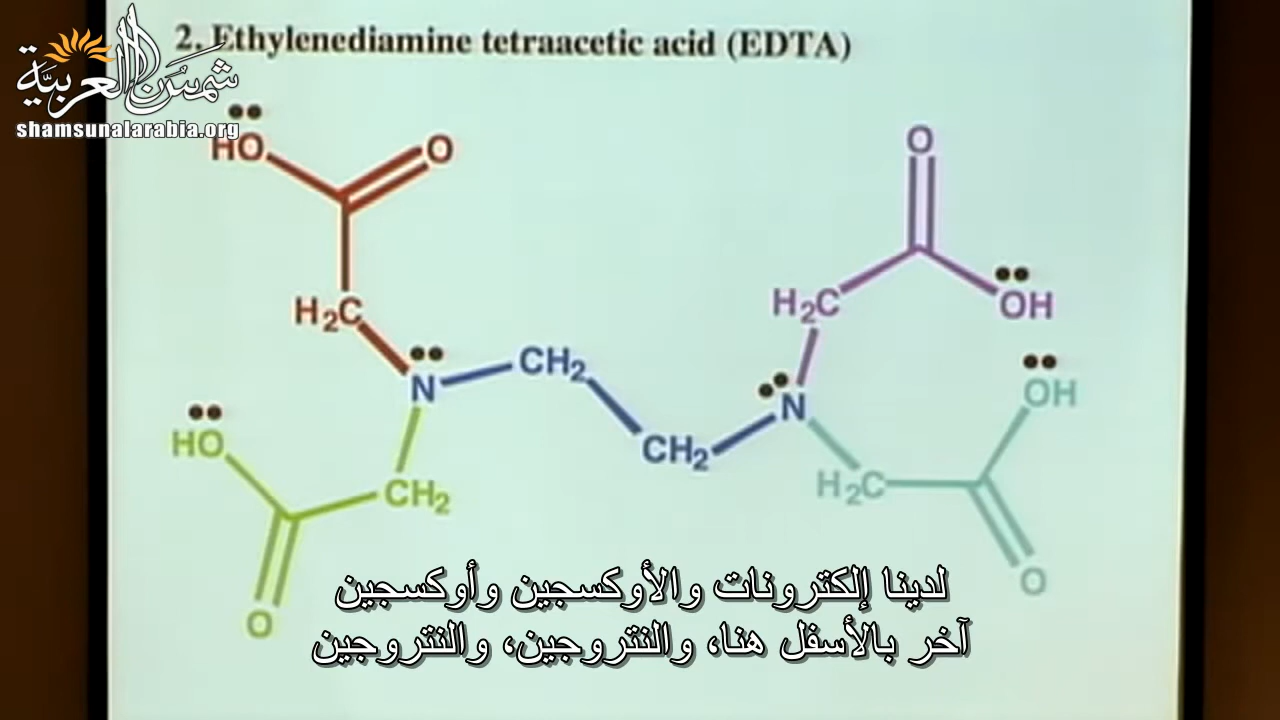 2. Ethylenediamine tetraacetic acid (EDTA)
شمس العربية
shamsunalarabia.org
HO
O
H₂C
N
CH₂
CH₂
N
HO
CH₂
O
O
H₂C
OH
OH
H₂C
O
لدينا إلكترونات والأوكسجين وأوكسجين
آخر بالأسفل هنا، والنتروجين، والنتروجين